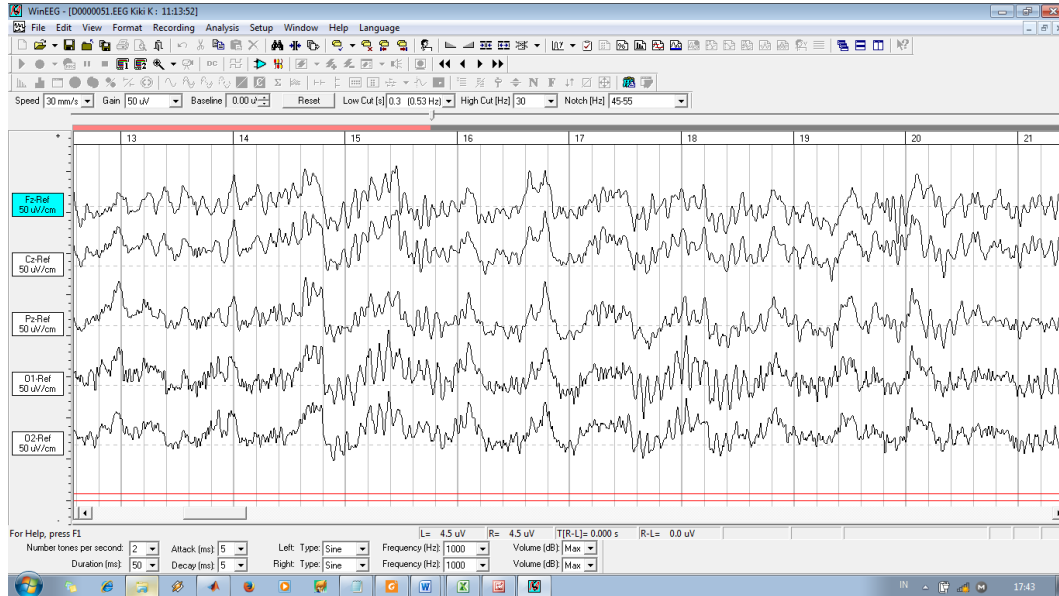 WinEEG - [D0000051.EEG Kiki K : 11:13:52]
File Edit View Format Recording Analysis Setup Window Help Language
DC
N F
Speed 30 mm/s Gain 50 uV Baseline 0.00 uV Reset Low Cut [s] 0.3 (0.53 Hz) High Cut [Hz] 30 Notch [Hz] 45-55
13 14 15 16 17 18 19 20 21
Fz-Ref
50 uV/cm
Cz-Ref
50 uV/cm
Pz-Ref
50 uV/cm
O1-Ref
50 uV/cm
O2-Ref
50 uV/cm
For Help, press F1 L= 4.5 uV R= 4.5 uV T[R-L]= 0.000 s R-L= 0.0 uV
Number tones per second: 2 Attack (ms): 5 Left: Type: Sine Frequency (Hz): 1000 Volume (dB): Max
Duration (ms): 50 Decay (ms): 5 Right: Type: Sine Frequency (Hz): 1000 Volume (dB): Max
IN 17:43